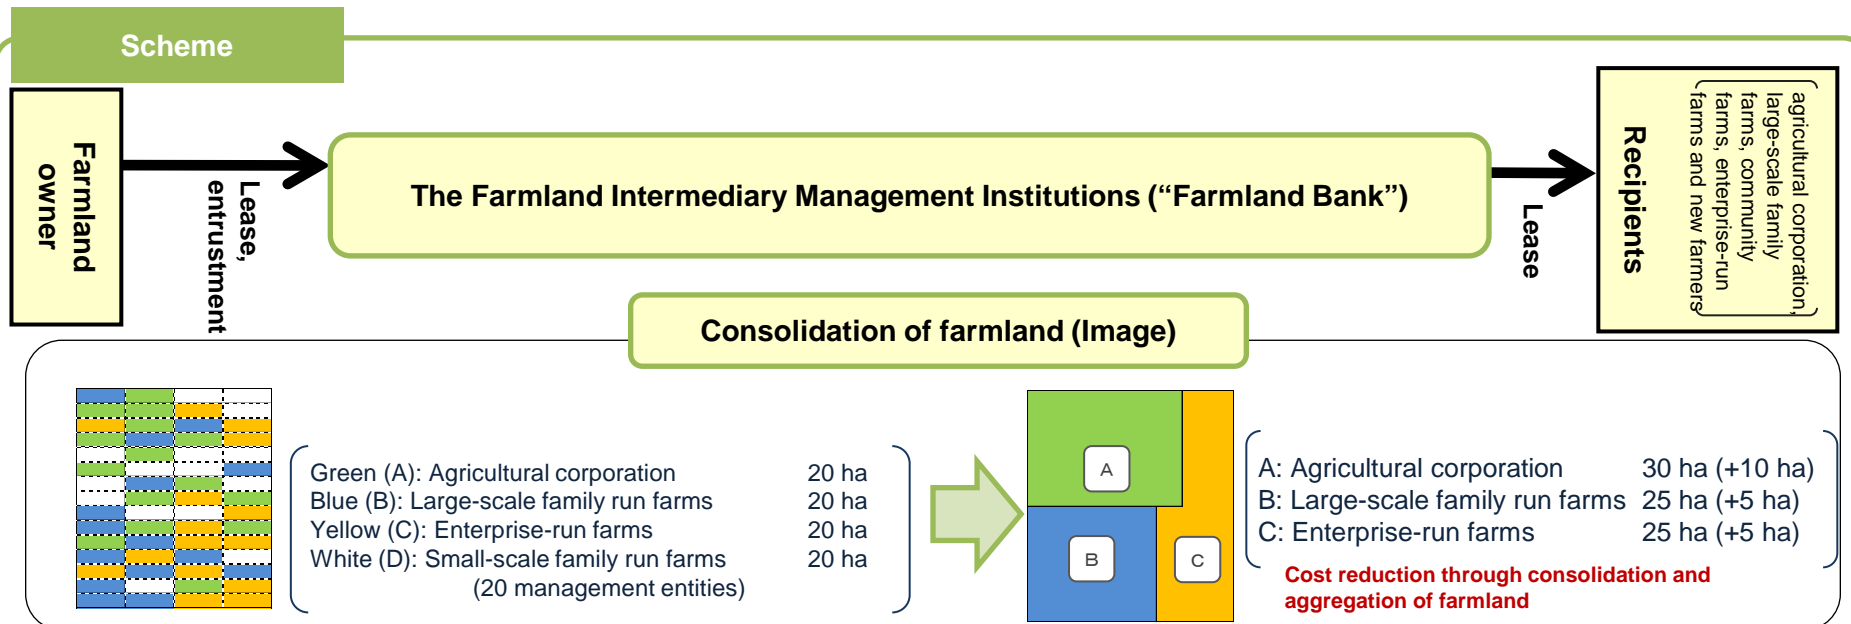 Scheme
Farmland
owner
Lease,
entrustment
The Farmland Intermediary Management Institutions (“Farmland Bank”)
Lease
Recipients
agricultural corporation,
large-scale family
farms, community
farms, enterprise-run
farms and new farmers
Consolidation of farmland (Image)
Green (A): Agricultural corporation 20 ha
Blue (B): Large-scale family run farms 20 ha
Yellow (C): Enterprise-run farms 20 ha
White (D): Small-scale family run farms 20 ha
(20 management entities)
A
B
C
A: Agricultural corporation 30 ha (+10 ha)
B: Large-scale family run farms 25 ha (+5 ha)
C: Enterprise-run farms 25 ha (+5 ha)
Cost reduction through consolidation and
aggregation of farmland